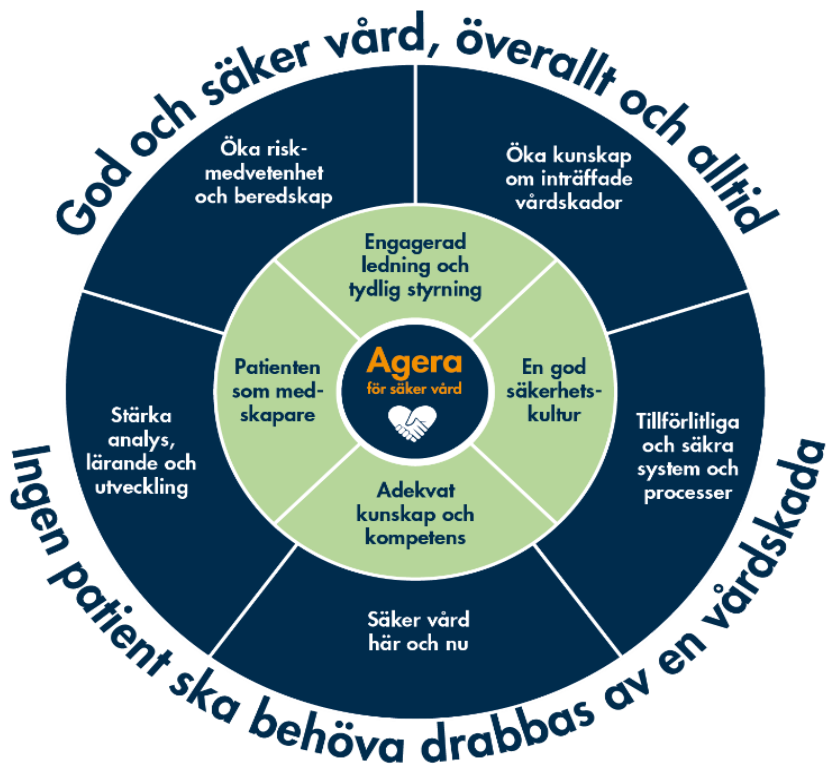 God och säker vård, överallt och alltid
Öka risk-
medvetenhet
och beredskap
Öka kunskap
om inträffade
vårdskador
Engagerad
ledning och
tydlig styrning
Patienten
som med-
skapare
Agera
för säker vård
En god
säkerhets-
kultur
Stärka
analys,
lärande och
utveckling
Tillförlitliga
och säkra
system och
processer
Adekvat
kunskap och
kompetens
Säker vård
här och nu
Ingen patient ska behöva drabbas av en vårdskada